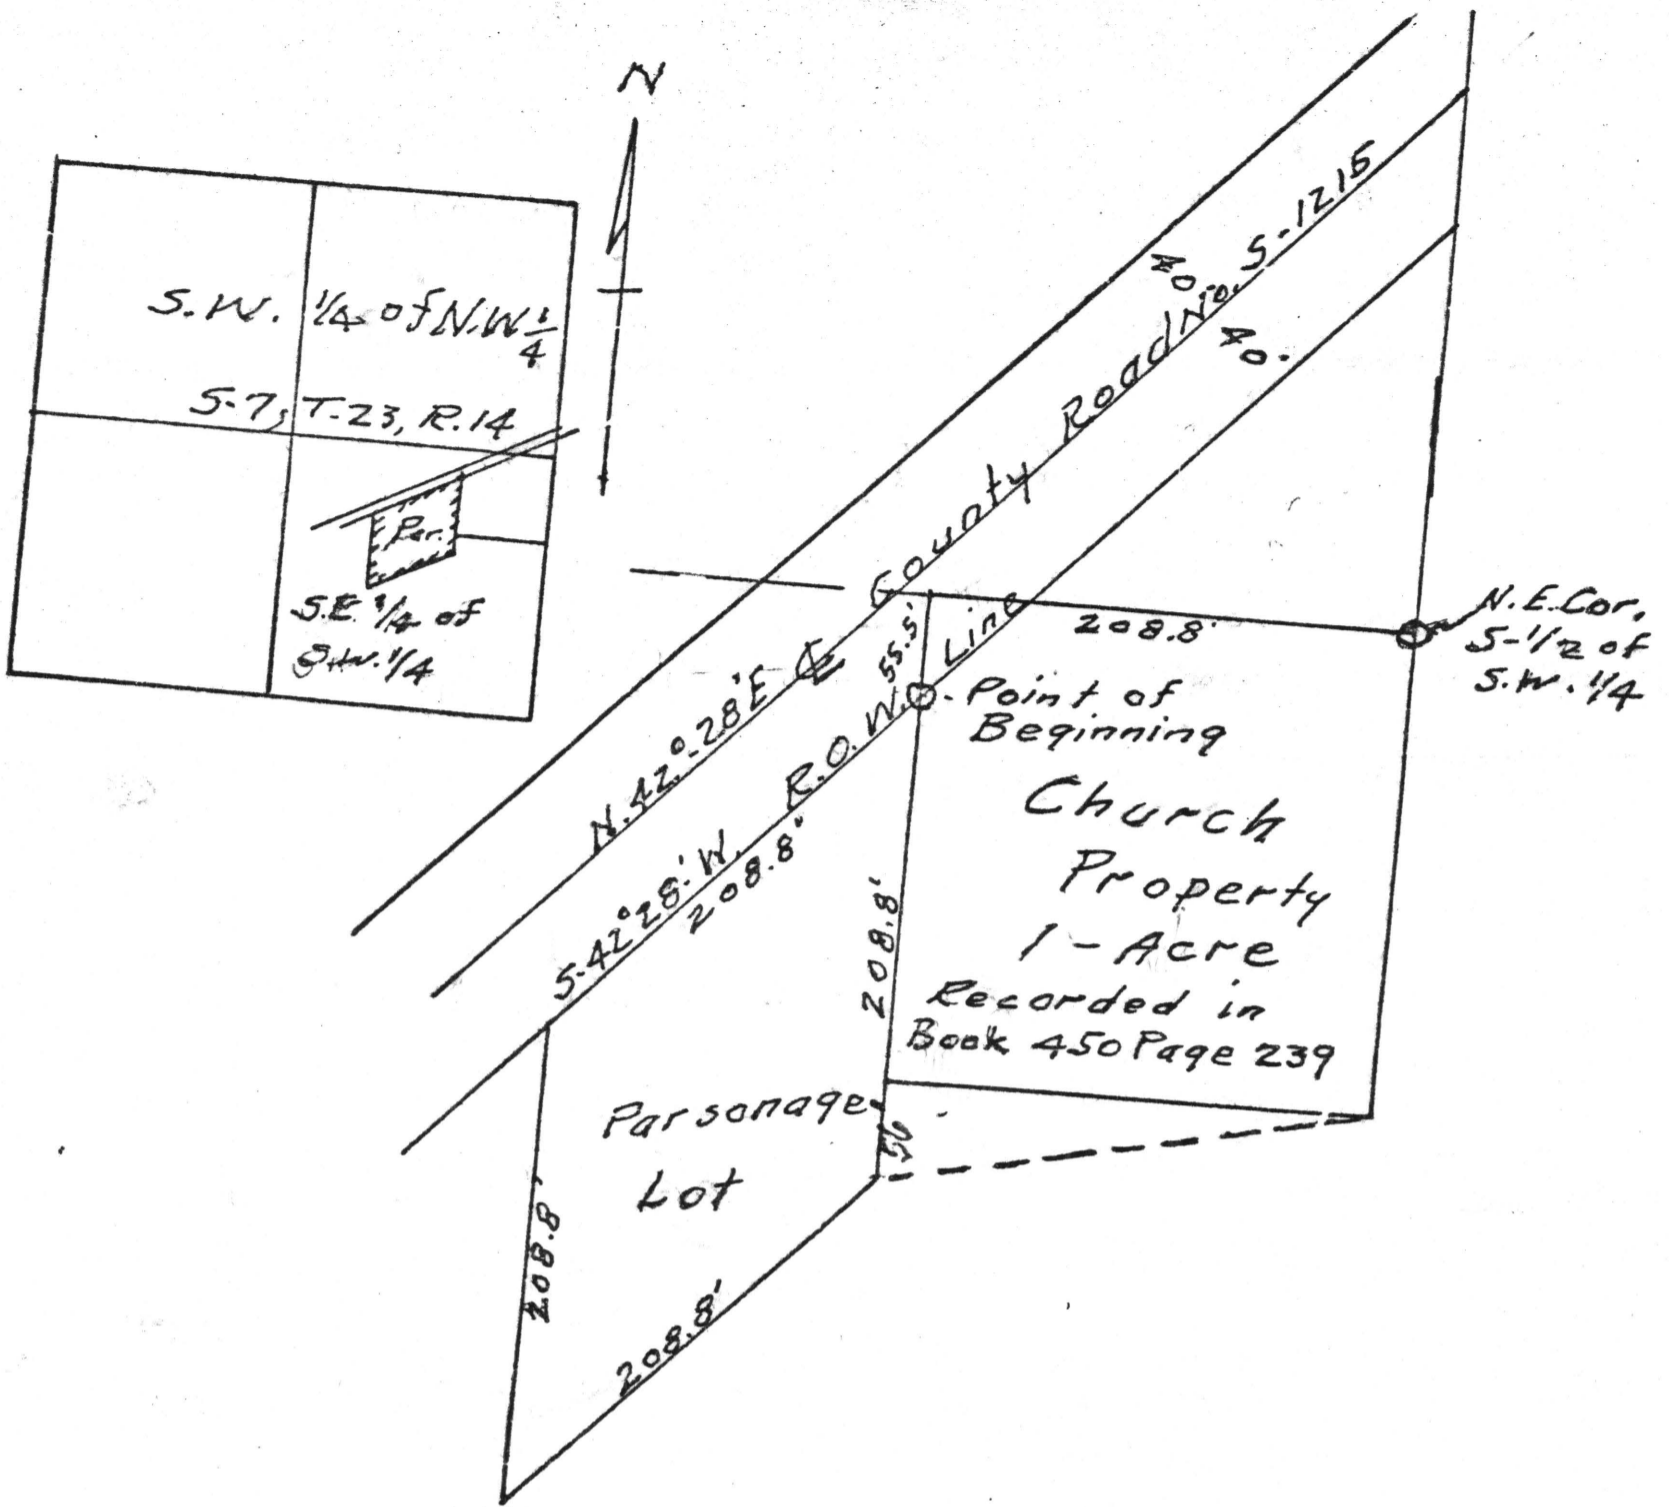 N
S.W. 1/4 of N.W 1/4
S-7, T-23, R.14
Par.
S.E 1/4 of
S.W. 1/4
County Road No. S-1215
40.
40.
N. 42°-28' E ℄
55.5'
208.8'
N.E. Cor.
S-1/2 of
S.W. 1/4
R.O.W. Line
Point of
Beginning
S-42°28' W.
208.8'
208.8'
Church
Property
1-Acre
Recorded in
Book 450 Page 239
Parsonage
Lot
56
208.8'
208.8'